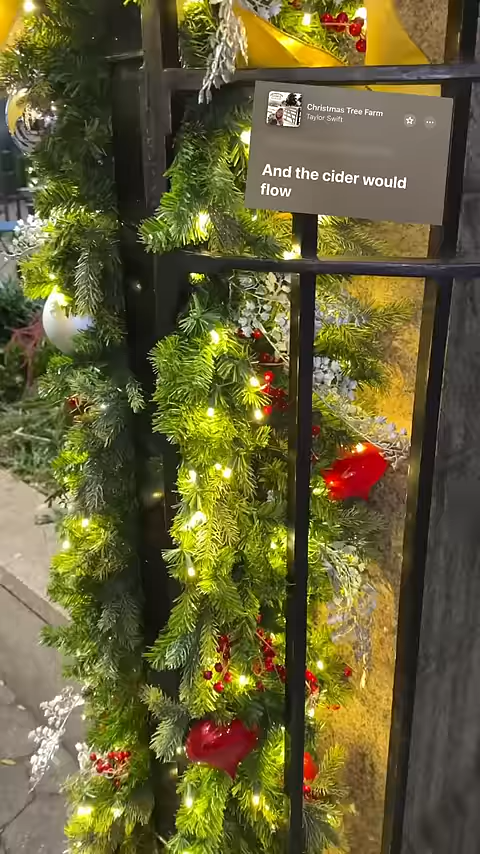 Christmas Tree Farm
Taylor Swift
And the cider would
flow